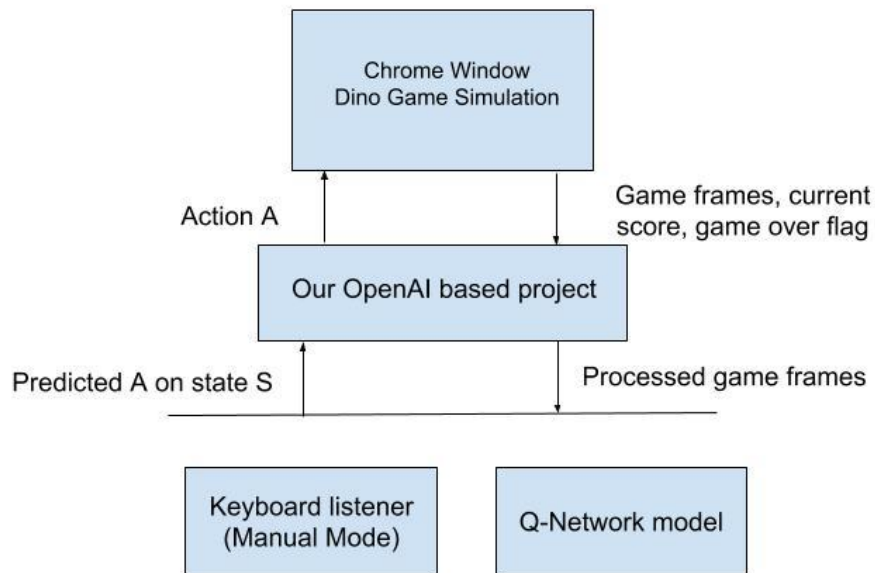 Chrome Window
Dino Game Simulation
Action A
Game frames, current
score, game over flag
Our OpenAI based project
Predicted A on state S
Processed game frames
Keyboard listener
(Manual Mode)
Q-Network model